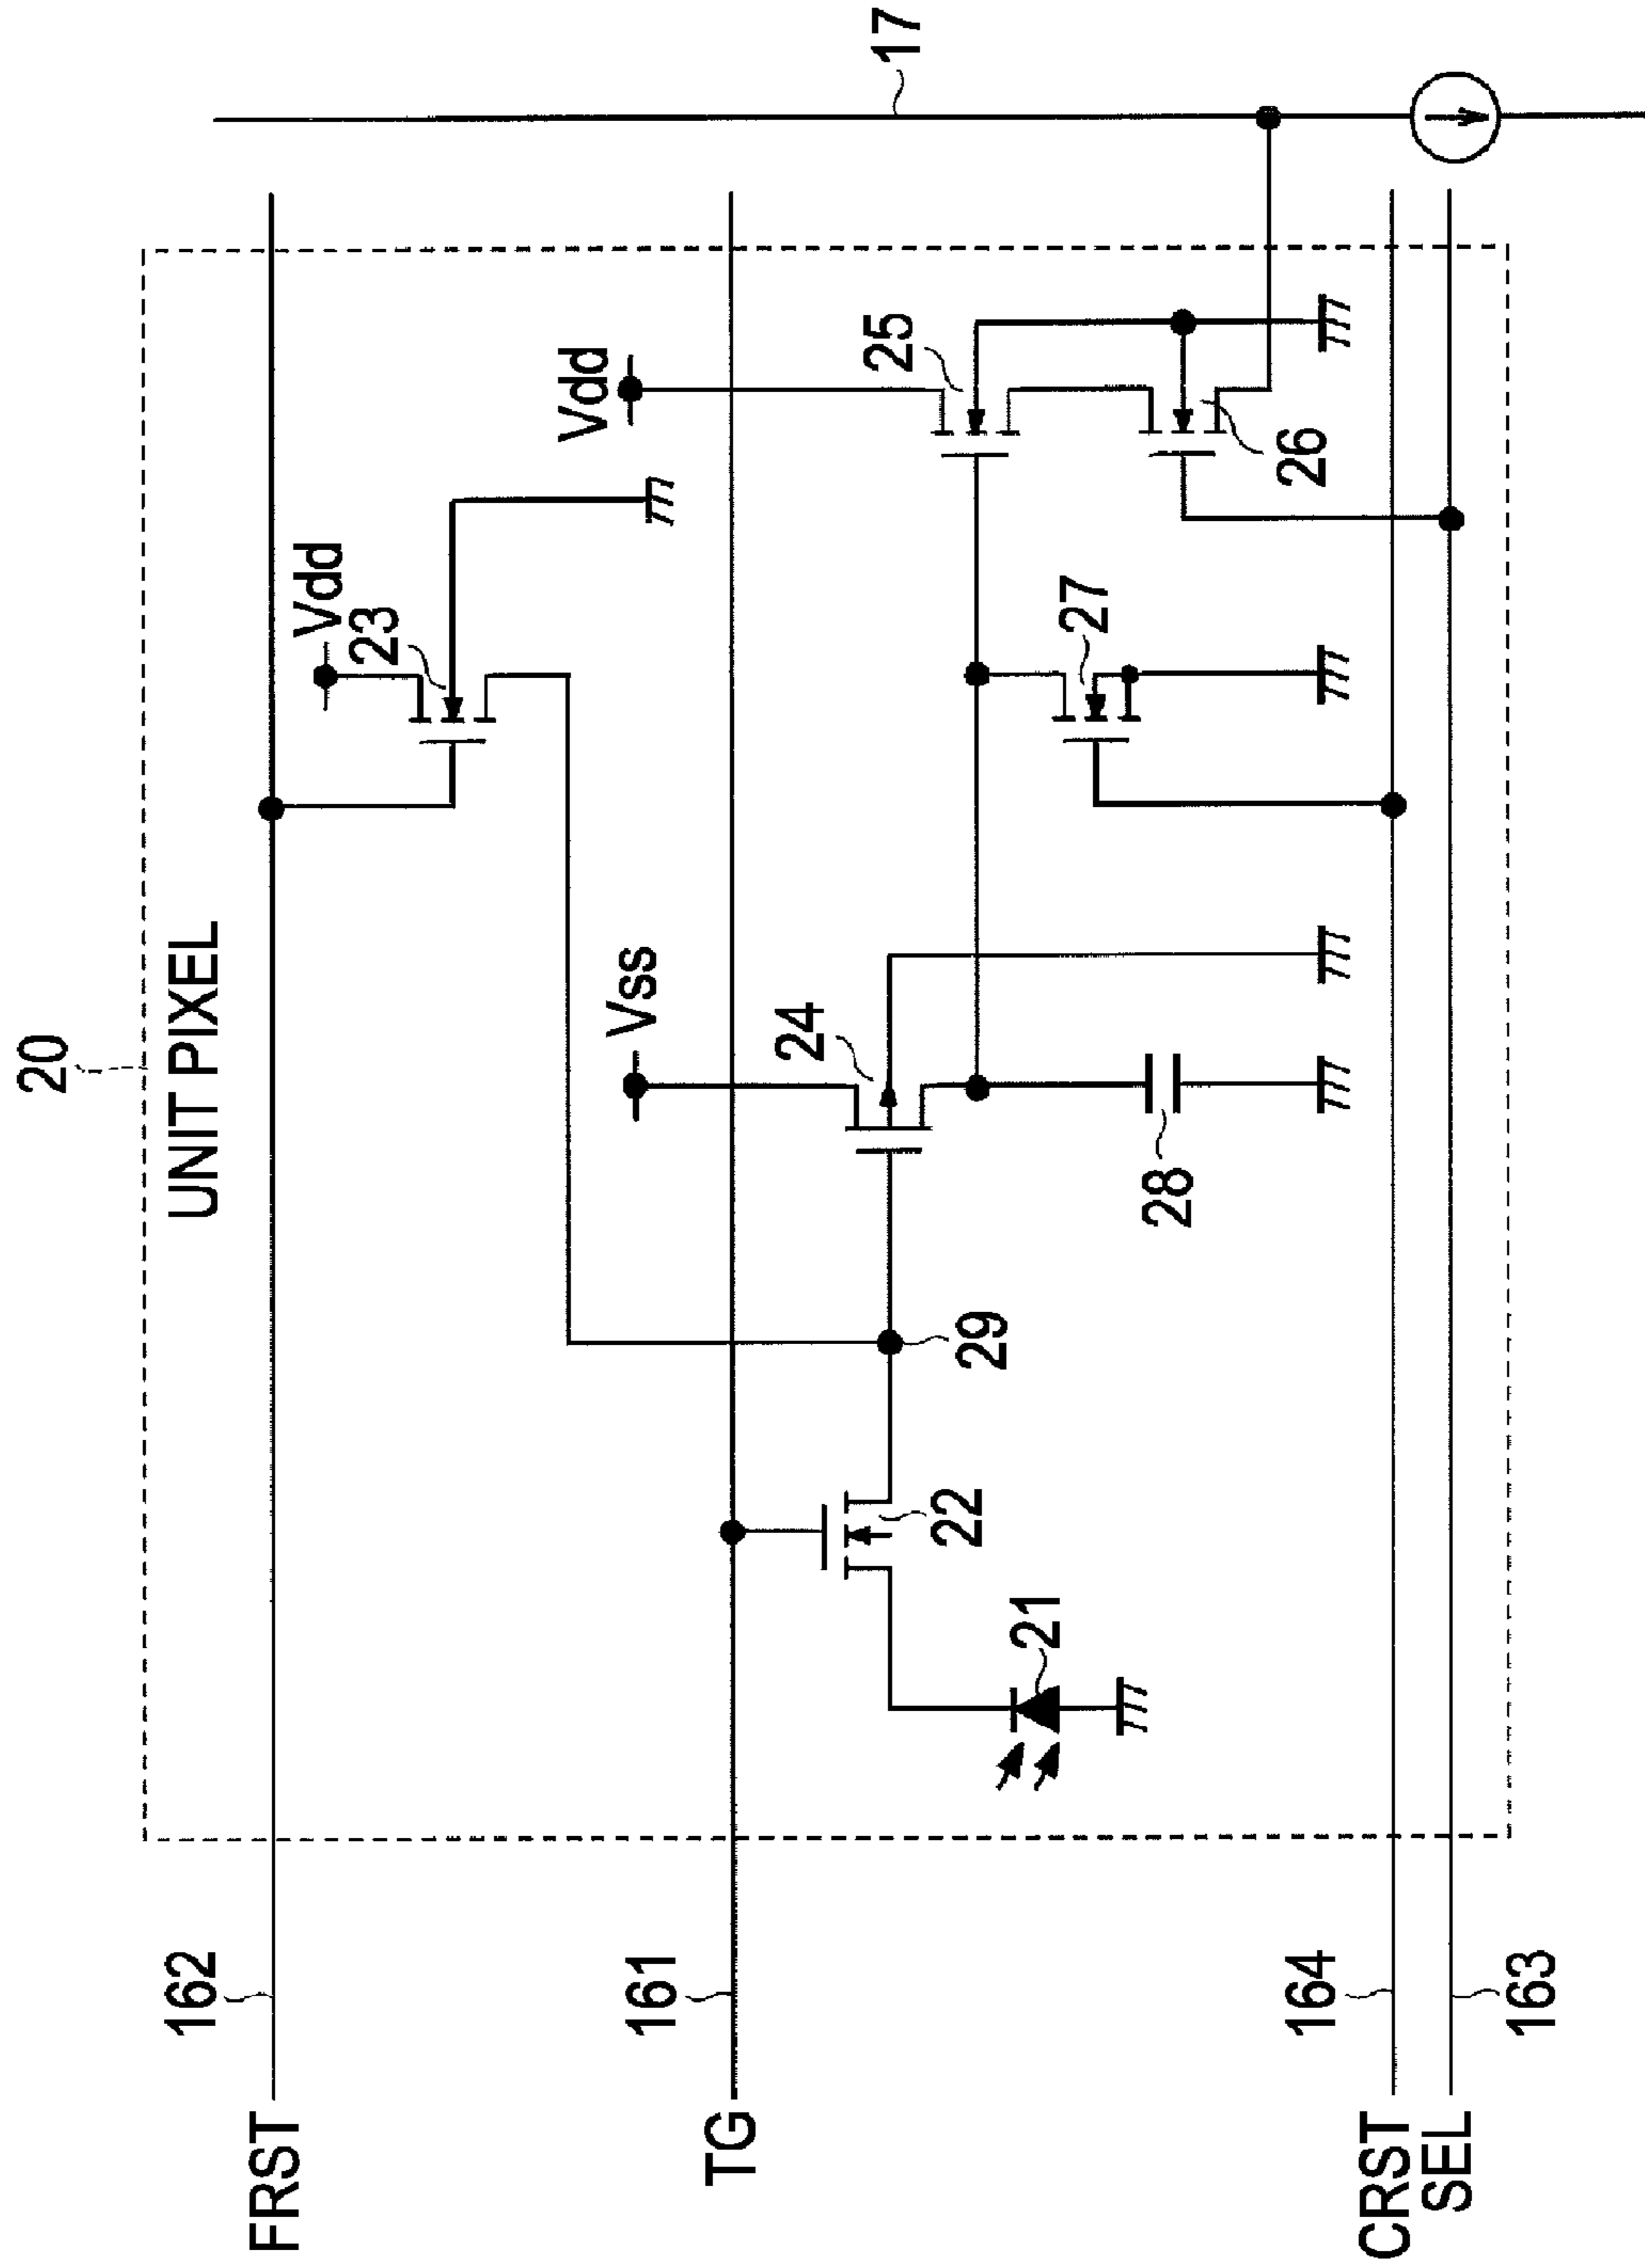 20
UNIT PIXEL
17
162
FRST
Vdd
23
161
TG
Vss
Vdd
24
25
29
22
21
28
27
26
164
CRST
SEL
163